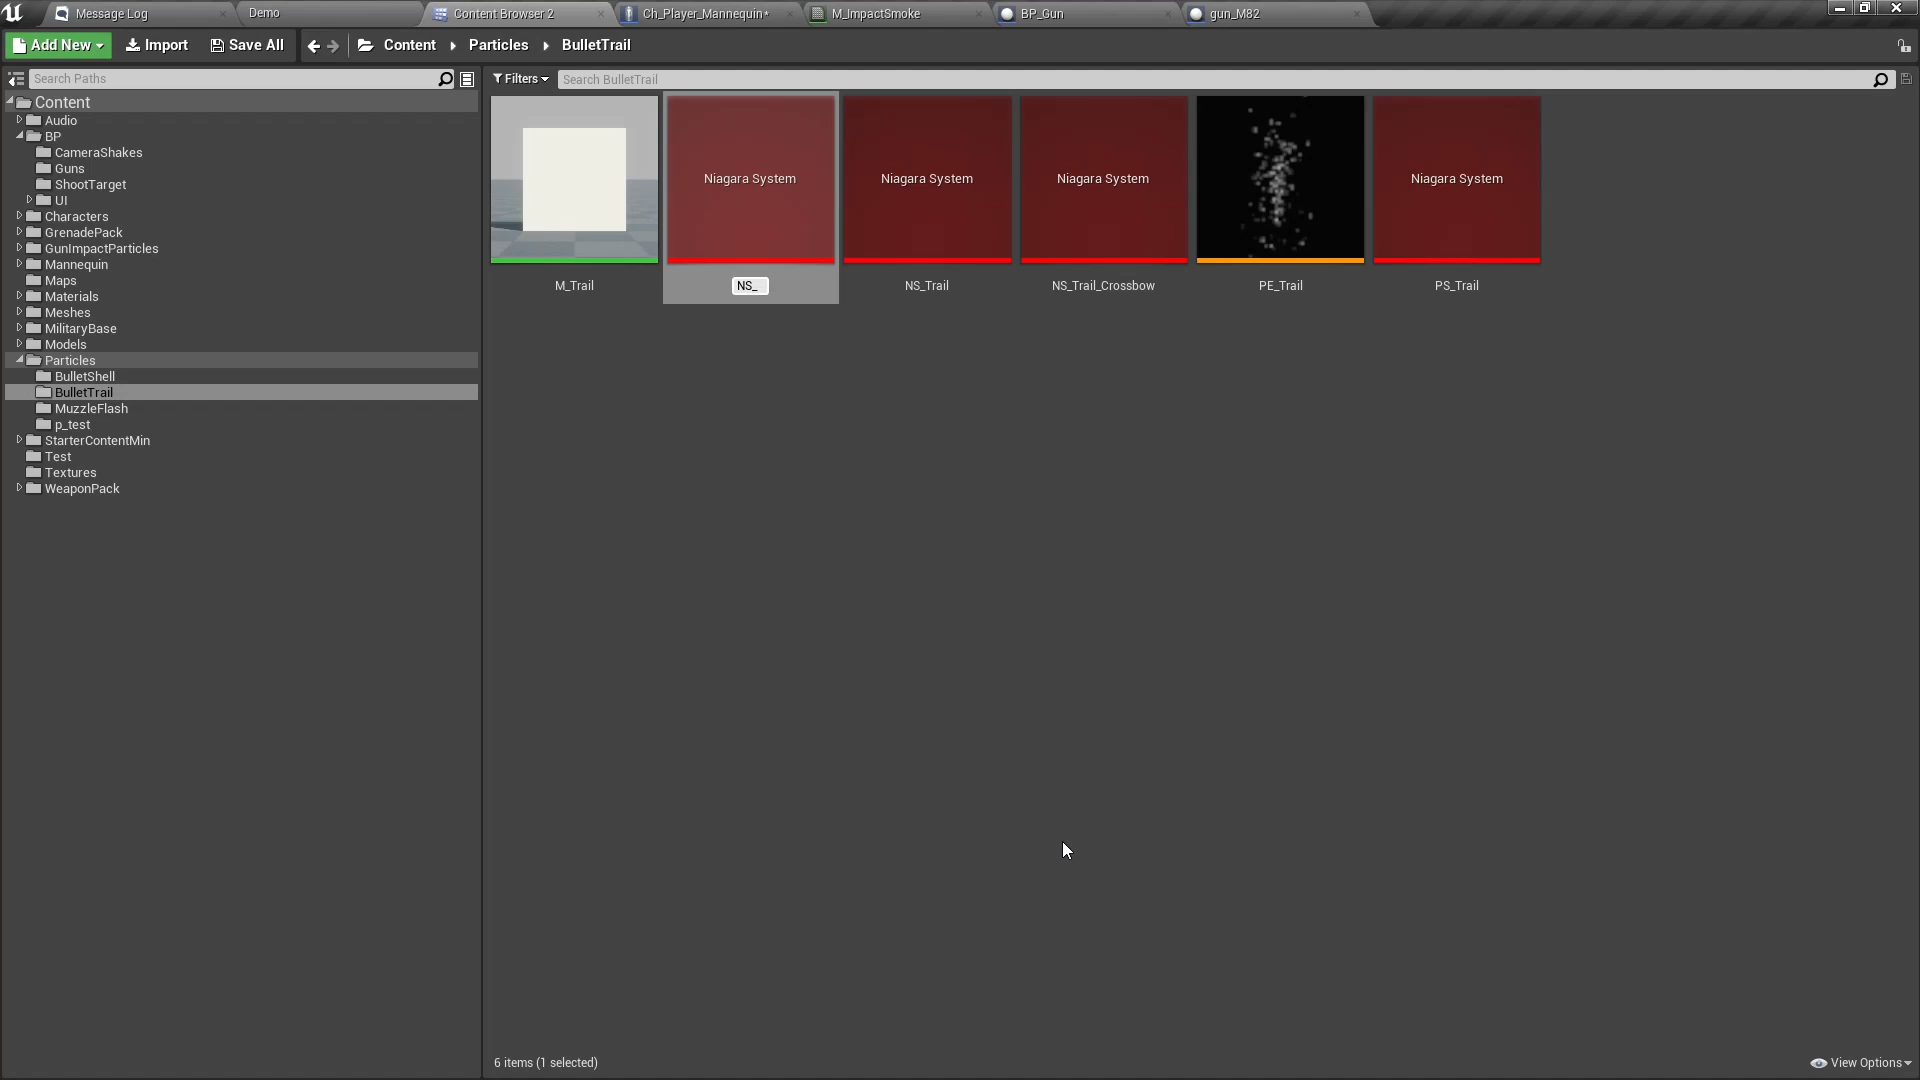 Message Log
Demo
Content Browser 2
Ch_Player_Mannequin*
M_ImpactSmoke
BP_Gun
gun_M82
Add New
Import
Save All
Content
Particles
BulletTrail
Search Paths
Filters
Search BulletTrail
Content
Audio
BP
CameraShakes
Guns
ShootTarget
UI
Characters
GrenadePack
GunImpactParticles
Mannequin
Maps
Materials
Meshes
MilitaryBase
Models
Particles
BulletShell
BulletTrail
MuzzleFlash
p_test
StarterContentMin
Test
Textures
WeaponPack
Niagara System
Niagara System
Niagara System
Niagara System
M_Trail
NS_
NS_Trail
NS_Trail_Crossbow
PE_Trail
PS_Trail
6 items (1 selected)
View Options